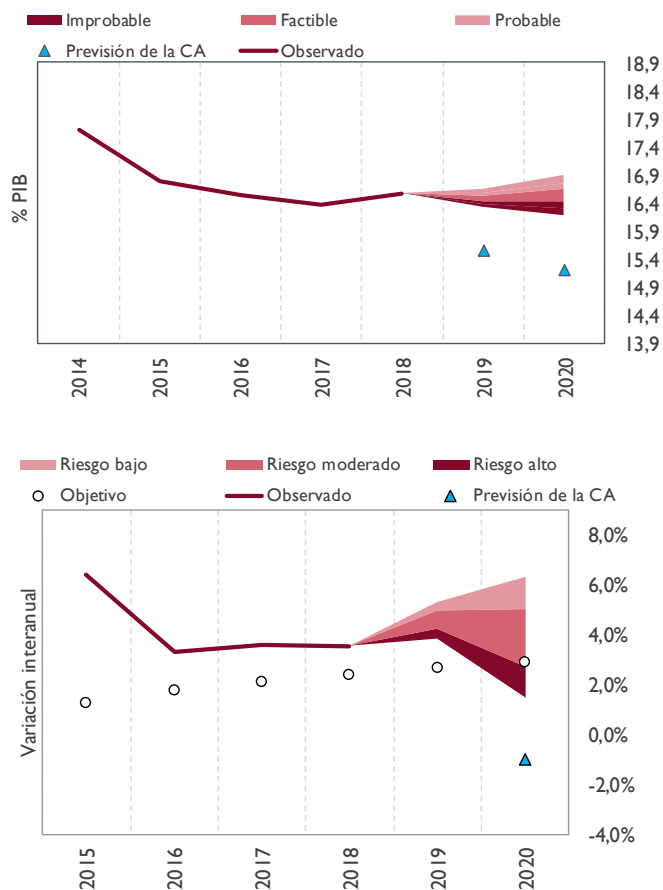 Improbable Factible Probable
Previsión de la CA Observado
18,9
18,4
17,9
17,4
16,9
16,4
15,9
15,4
14,9
14,4
13,9
% PIB
2014 2015 2016 2017 2018 2019 2020
Riesgo bajo Riesgo moderado Riesgo alto
Objetivo Observado Previsión de la CA
8,0%
6,0%
4,0%
2,0%
0,0%
-2,0%
-4,0%
Variación interanual
2015 2016 2017 2018 2019 2020